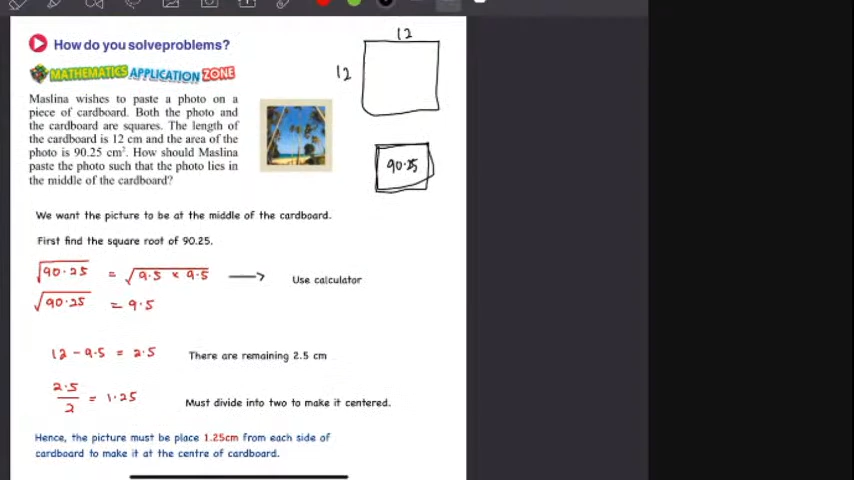 How do you solveproblems?
MATHEMATICS APPLICATION ZONE
12
12
Maslina wishes to paste a photo on a
piece of cardboard. Both the photo and
the cardboard are squares. The length of
the cardboard is 12 cm and the area of the
photo is 90.25 cm². How should Maslina
paste the photo such that the photo lies in
the middle of the cardboard?
90.25
We want the picture to be at the middle of the cardboard.
First find the square root of 90.25.
√90.25 = √9.5 × 9.5 → Use calculator
√90.25 = 9.5
12 - 9.5 = 2.5 There are remaining 2.5 cm
2.5/2 = 1.25 Must divide into two to make it centered.
Hence, the picture must be place 1.25cm from each side of
cardboard to make it at the centre of cardboard.